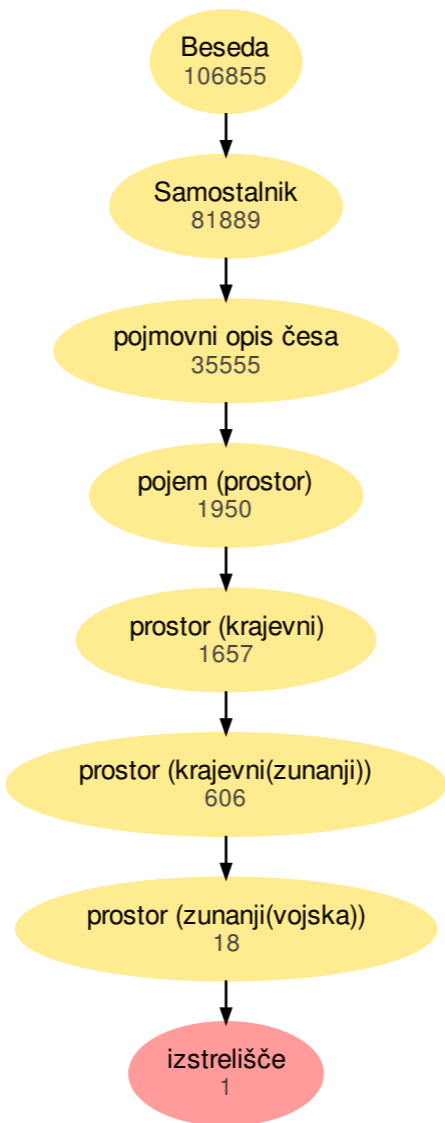 Beseda
106855
Samostalnik
81889
pojmovni opis česa
35555
pojem (prostor)
1950
prostor (krajevni)
1657
prostor (krajevni(zunanji))
606
prostor (zunanji(vojska))
18
izstrelišče
1